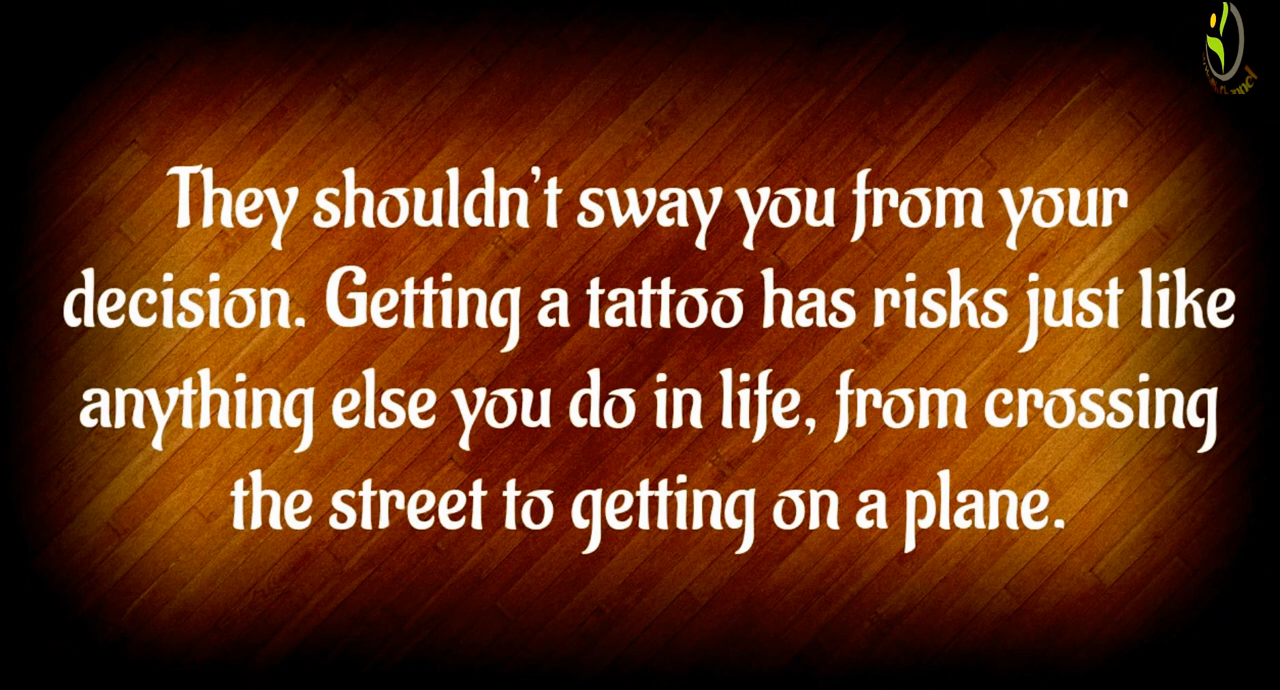 They shouldn't sway you from your
decision. Getting a tattoo has risks just like
anything else you do in life, from crossing
the street to getting on a plane.